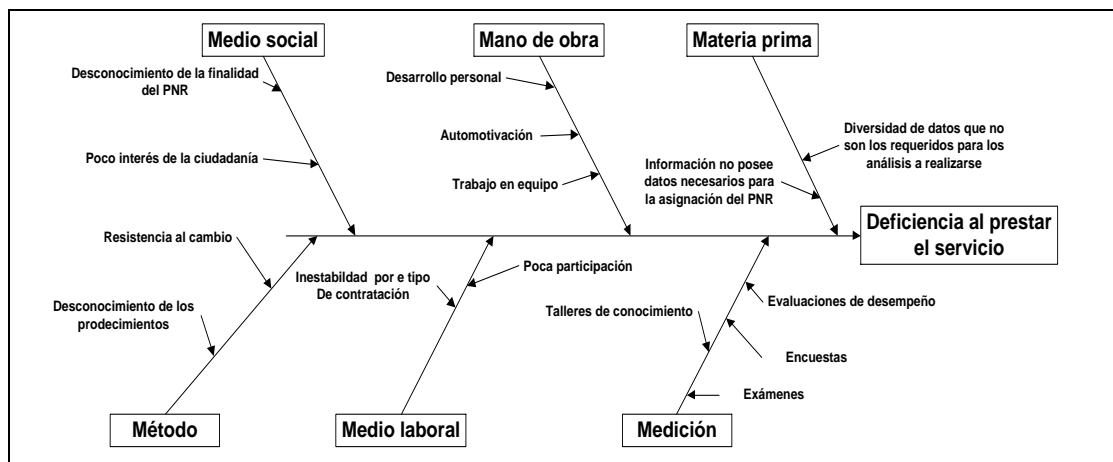 Medio social
Mano de obra
Materia prima
Desconocimiento de la finalidad
del PNR
Poco interés de la ciudadanía
Desarrollo personal
Automotivación
Trabajo en equipo
Diversidad de datos que no
son los requeridos para los
análisis a realizarse
Información no posee
datos necesarios para
la asignación del PNR
Deficiencia al prestar
el servicio
Resistencia al cambio
Desconocimiento de los
prodecimientos
Inestabildad por e tipo
De contratación
Poca participación
Talleres de conocimiento
Evaluaciones de desempeño
Encuestas
Exámenes
Método
Medio laboral
Medición